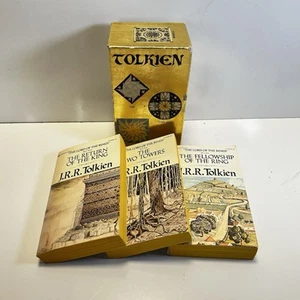 TOLKIEN
"THE LORD OF THE RINGS"
THE RETURN
OF THE KING
J.R.R.Tolkien
"THE LORD OF THE RINGS"
THE
TWO TOWERS
J.R.R.Tolkien
"THE LORD OF THE RINGS"
THE FELLOWSHIP
OF THE RING
J.R.R.Tolkien